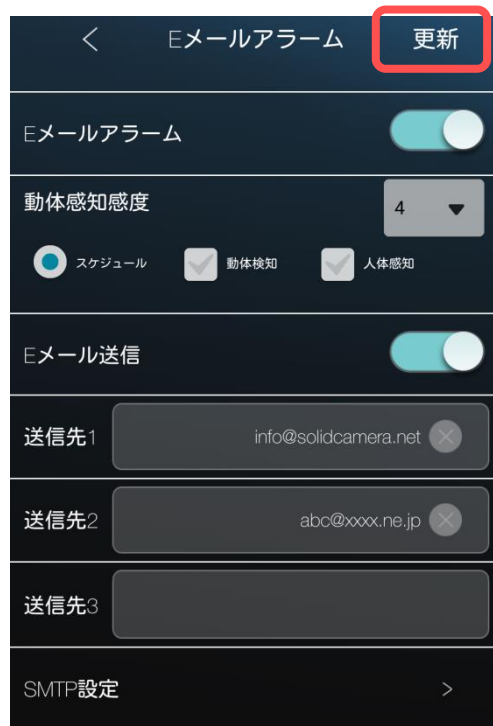 Eメールアラーム 更新
Eメールアラーム
動体感知感度 4
スケジュール 動体検知 人体感知
Eメール送信
送信先1 info@solidcamera.net
送信先2 abc@xxxx.ne.jp
送信先3
SMTP設定